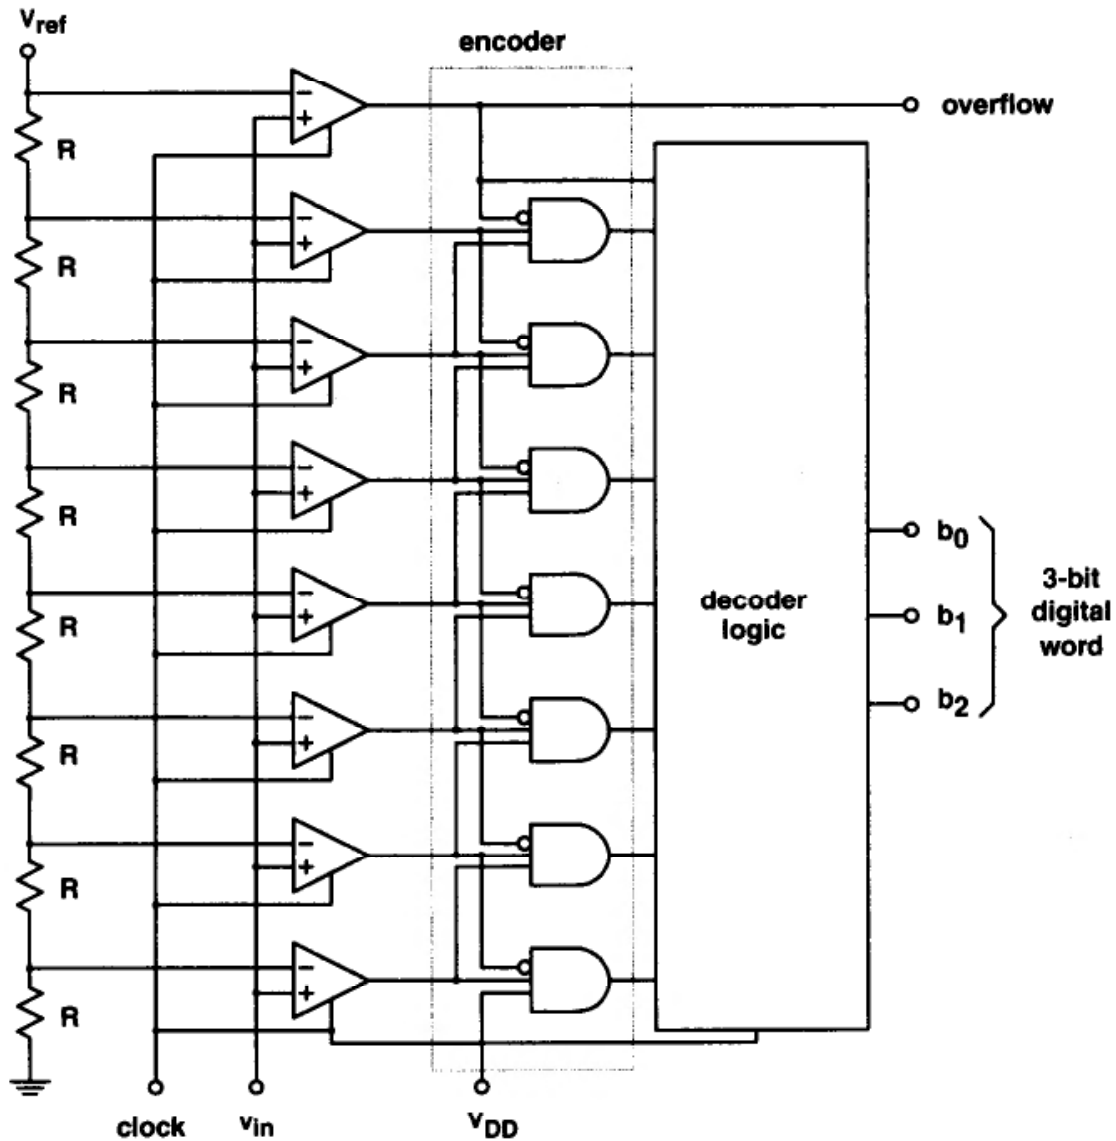 Vref
encoder
overflow
−
+
R
−
+
R
−
+
R
−
+
R
b0
b1
b2
3-bit
digital
word
decoder
logic
−
+
R
−
+
R
−
+
R
−
+
R
clock
vin
vDD